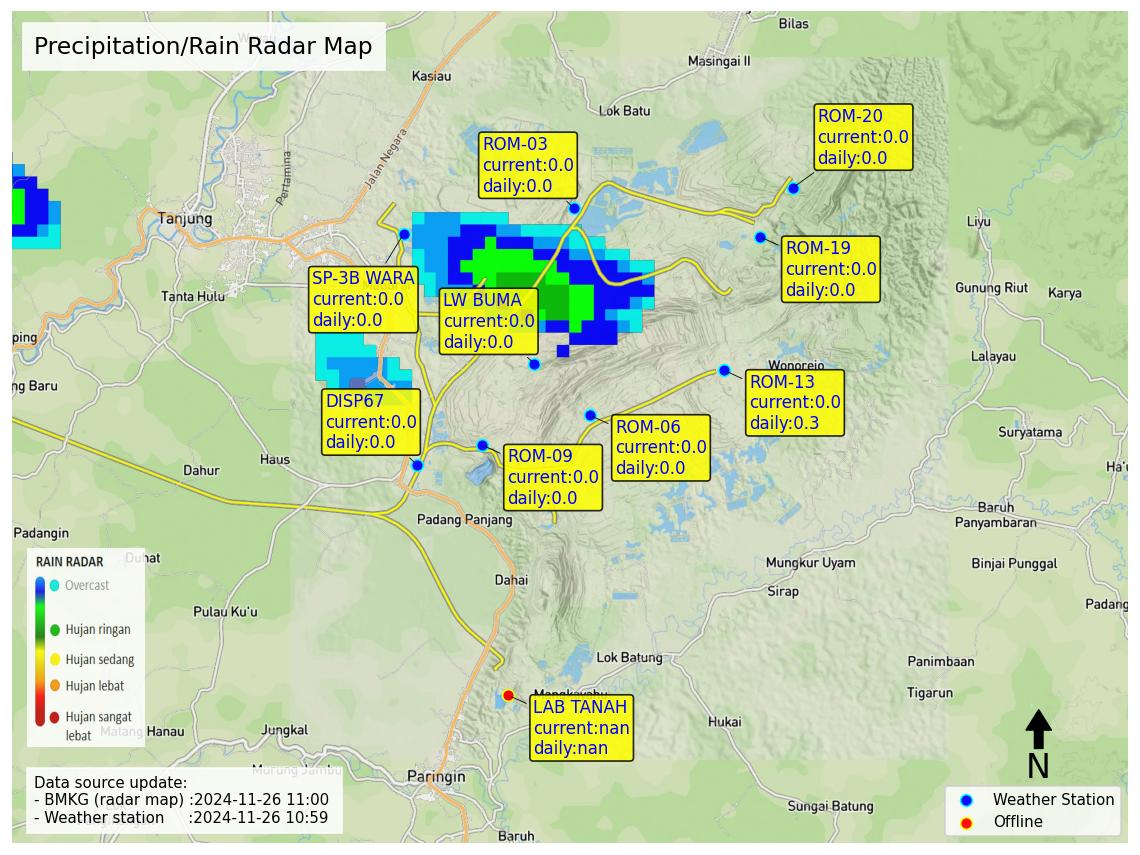 Precipitation/Rain Radar Map
Bilas
Masingai II
Kasiau
Lok Batu
Jalan Negara
Pertamina
Tanjung
Tanta Hulu
ROM-03
current:0.0
daily:0.0
ROM-20
current:0.0
daily:0.0
ROM-19
current:0.0
daily:0.0
Liyu
Gunung Riut
Karya
Lalayau
SP-3B WARA
current:0.0
daily:0.0
LW BUMA
current:0.0
daily:0.0
ping
ng Baru
Wonorejo
ROM-13
current:0.0
daily:0.3
DISP67
current:0.0
daily:0.0
ROM-06
current:0.0
daily:0.0
ROM-09
current:0.0
daily:0.0
Suryatama
Ha'u
Haus
Dahur
Baruh
Panyambaran
Padang Panjang
Padangin
Duhat
Binjai Punggal
Mungkur Uyam
Sirap
Dahai
Padang
Pulau Ku'u
RAIN RADAR
Overcast
Hujan ringan
Hujan sedang
Hujan lebat
Hujan sangat
lebat
Lok Batung
Panimbaan
Tigarun
Mangkayahu
LAB TANAH
current:nan
daily:nan
Hukai
Matang Hanau
Jungkal
Murung Jambu
Paringin
Sungai Batung
Baruh
N
Data source update:
- BMKG (radar map) :2024-11-26 11:00
- Weather station :2024-11-26 10:59
Weather Station
Offline